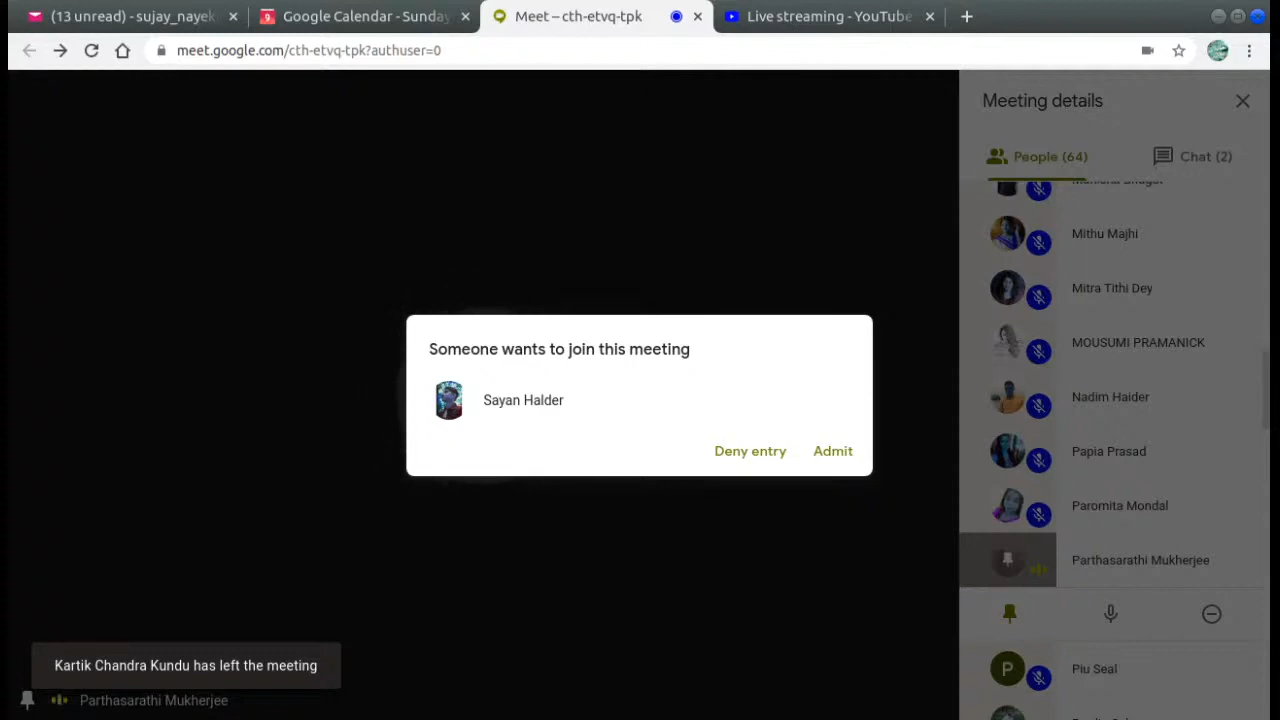 (13 unread) - sujay_nayek
Google Calendar - Sunday
Meet – cth-etvq-tpk
Live streaming - YouTube
meet.google.com/cth-etvq-tpk?authuser=0
Meeting details
People (64)
Chat (2)
Mithu Majhi
Mitra Tithi Dey
MOUSUMI PRAMANICK
Nadim Haider
Papia Prasad
Paromita Mondal
Parthasarathi Mukherjee
P
Piu Seal
Someone wants to join this meeting
Sayan Halder
Deny entry
Admit
Kartik Chandra Kundu has left the meeting
Parthasarathi Mukherjee